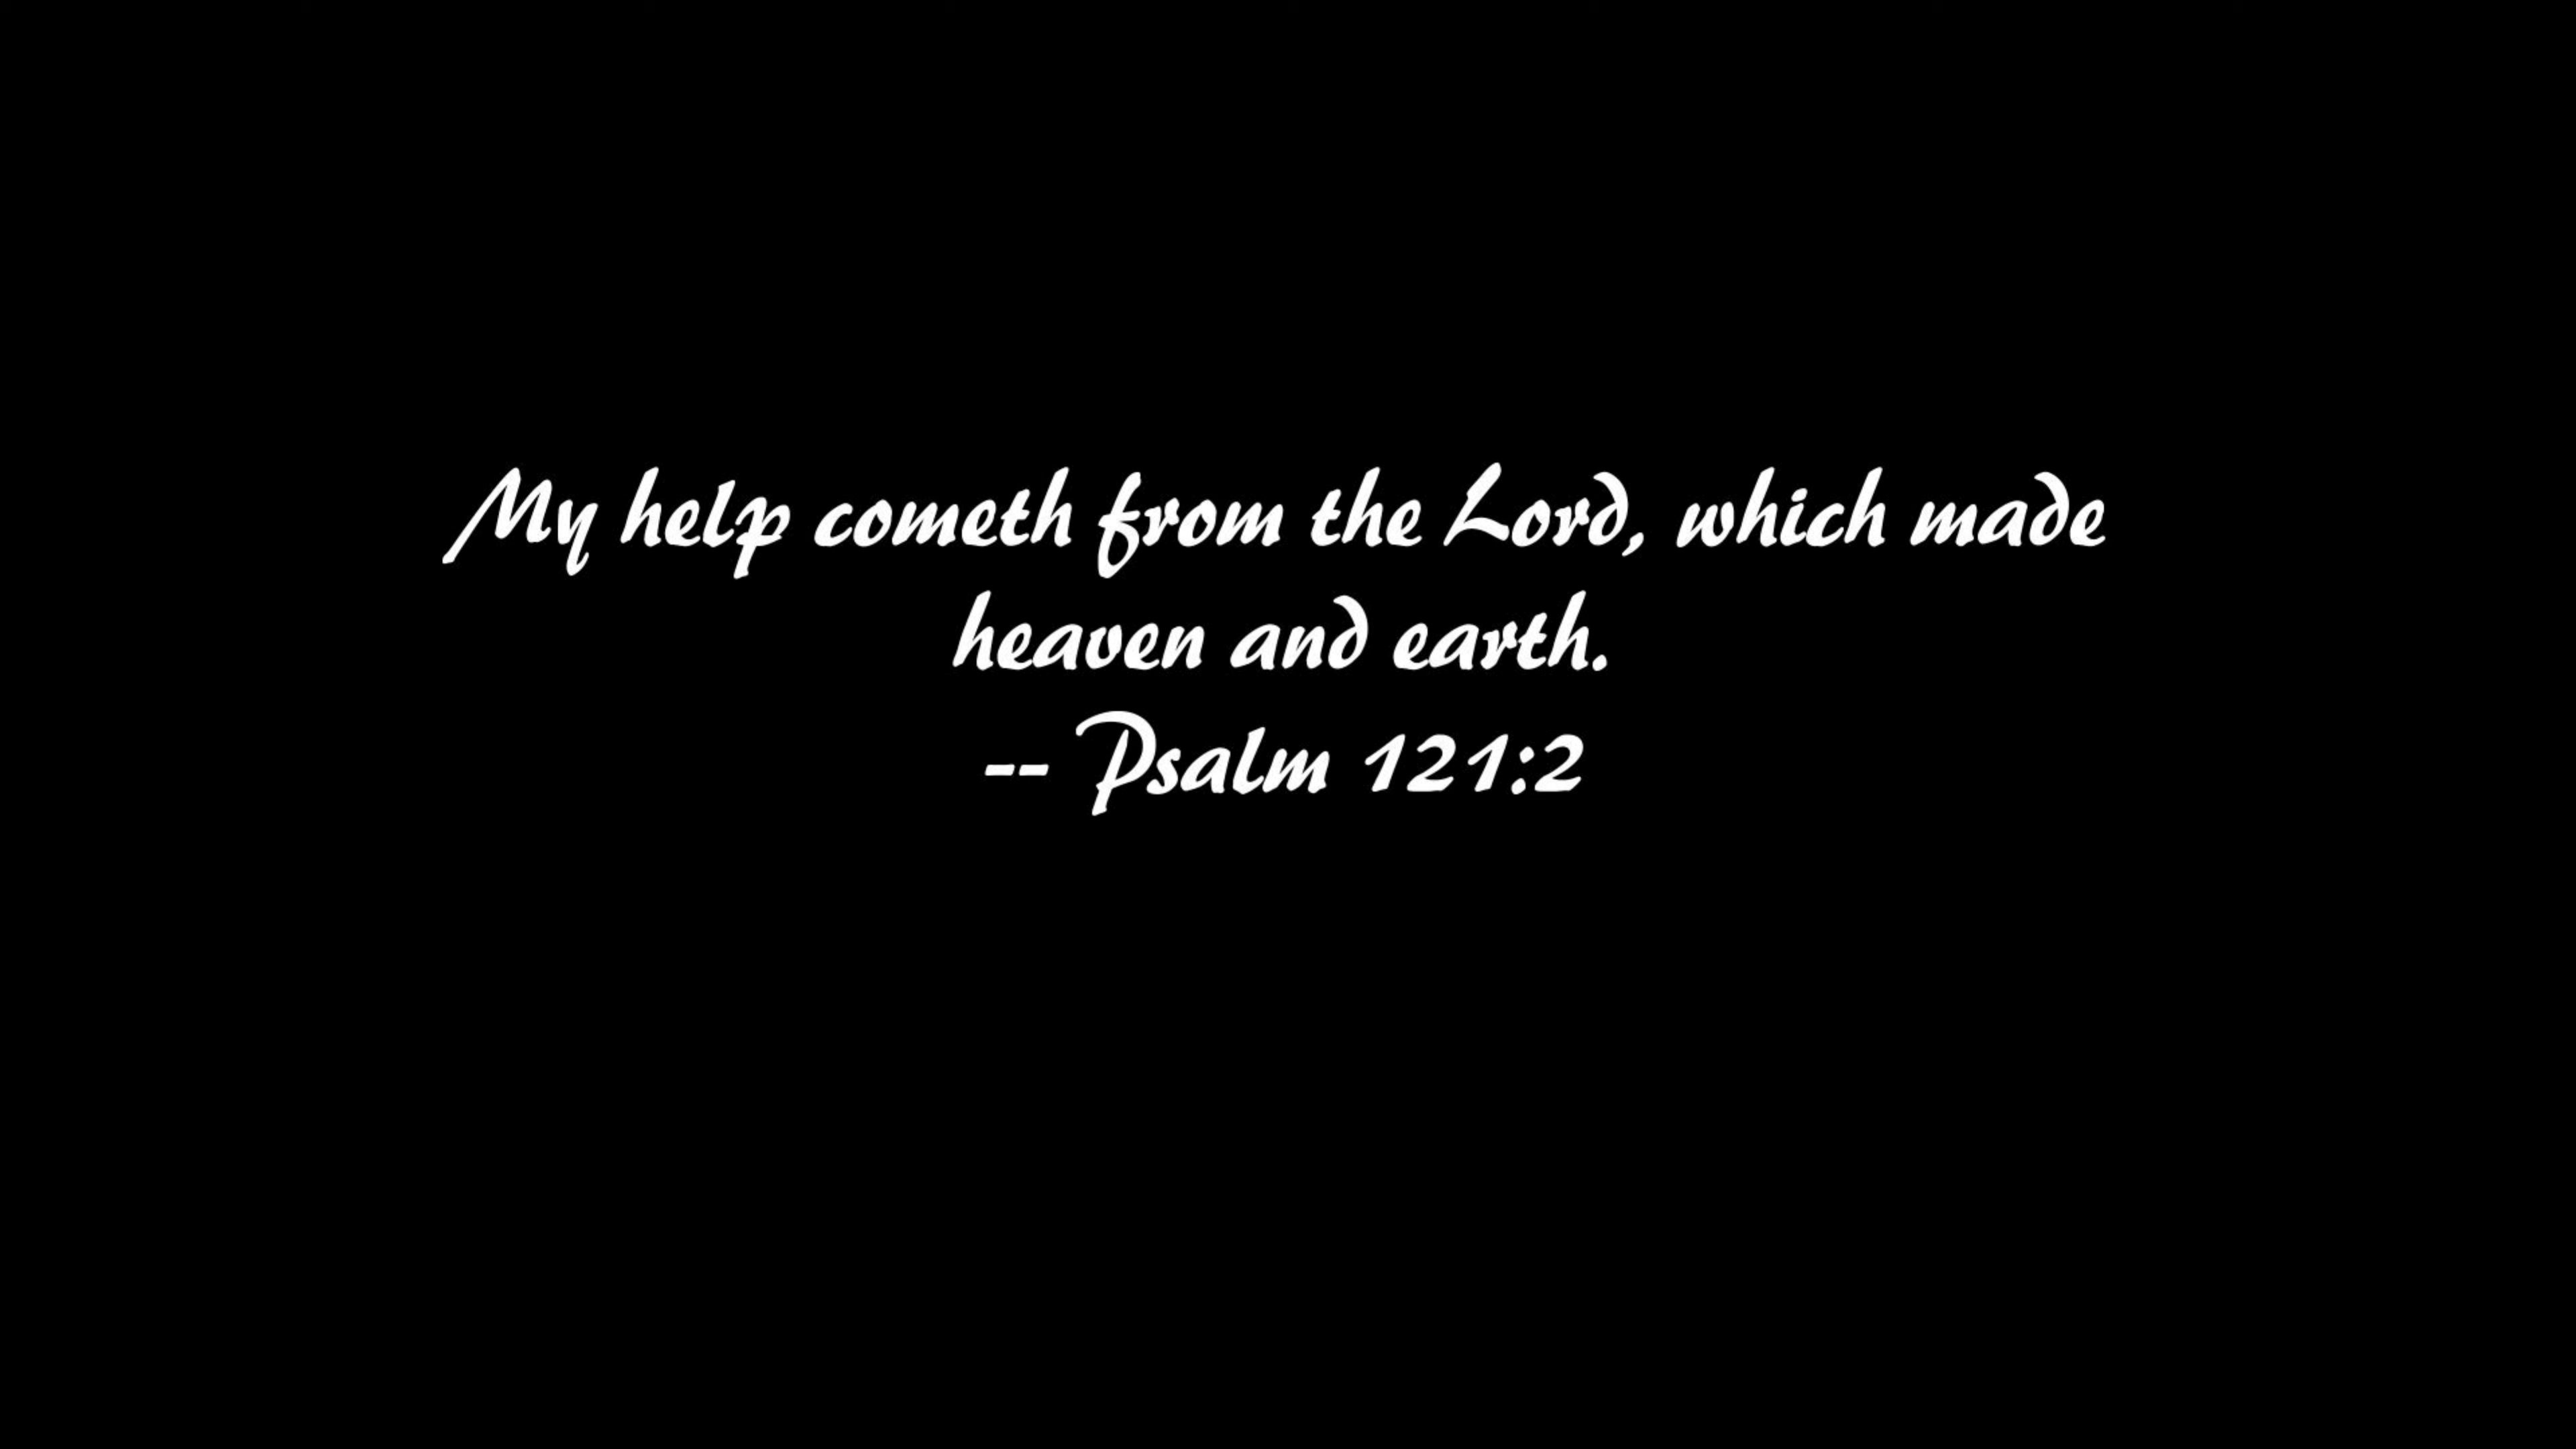 My help cometh from the Lord, which made
heaven and earth.
-- Psalm 121:2